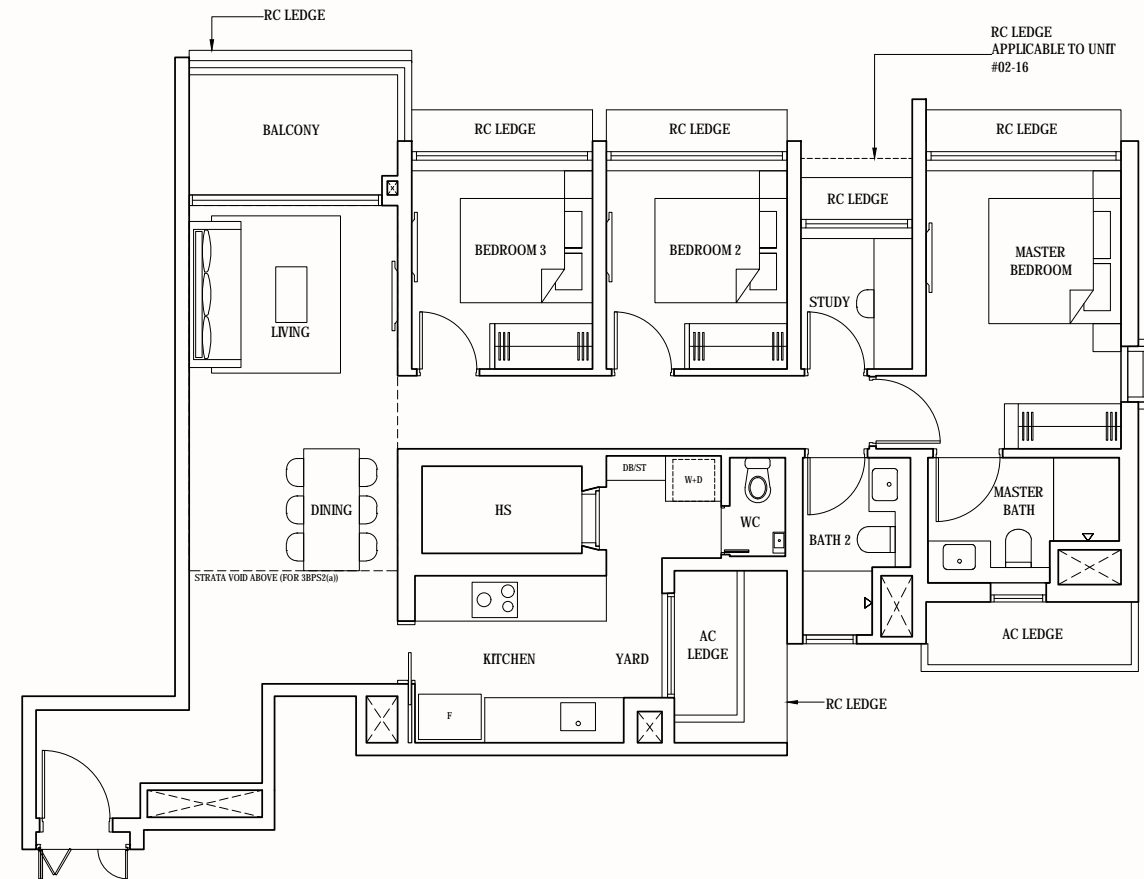 RC LEDGE
RC LEDGE
APPLICABLE TO UNIT
#02-16
BALCONY
RC LEDGE
RC LEDGE
RC LEDGE
RC LEDGE
BEDROOM 3
BEDROOM 2
MASTER
BEDROOM
STUDY
LIVING
DB/ST
W+D
HS
DINING
WC
BATH 2
MASTER
BATH
STRATA VOID ABOVE (FOR 3BPS2(a))
AC
LEDGE
AC LEDGE
KITCHEN
YARD
RC LEDGE
F